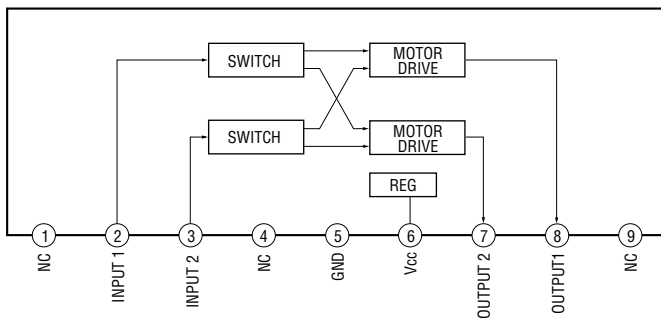 SWITCH
MOTOR
DRIVE
SWITCH
MOTOR
DRIVE
REG
1
2
3
4
5
6
7
8
9
NC
INPUT 1
INPUT 2
NC
GND
Vcc
OUTPUT 2
OUTPUT1
NC